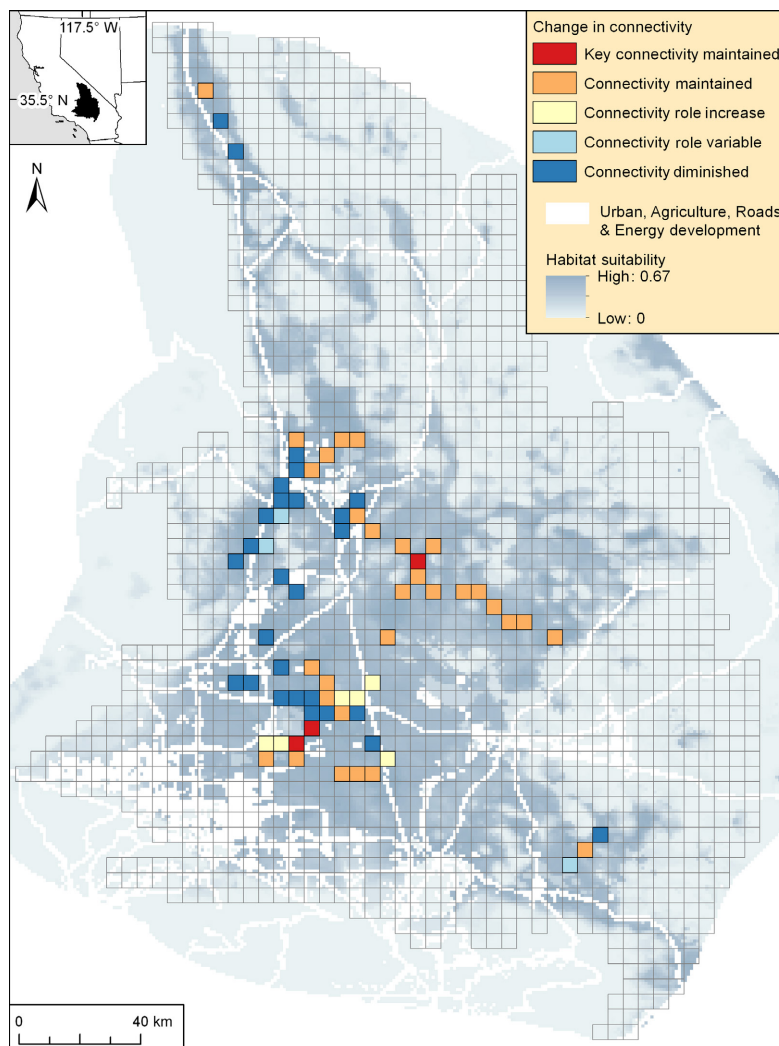 117.5° W
35.5° N
N
Change in connectivity
Key connectivity maintained
Connectivity maintained
Connectivity role increase
Connectivity role variable
Connectivity diminished
Urban, Agriculture, Roads
& Energy development
Habitat suitability
High: 0.67
Low: 0
0 40 km